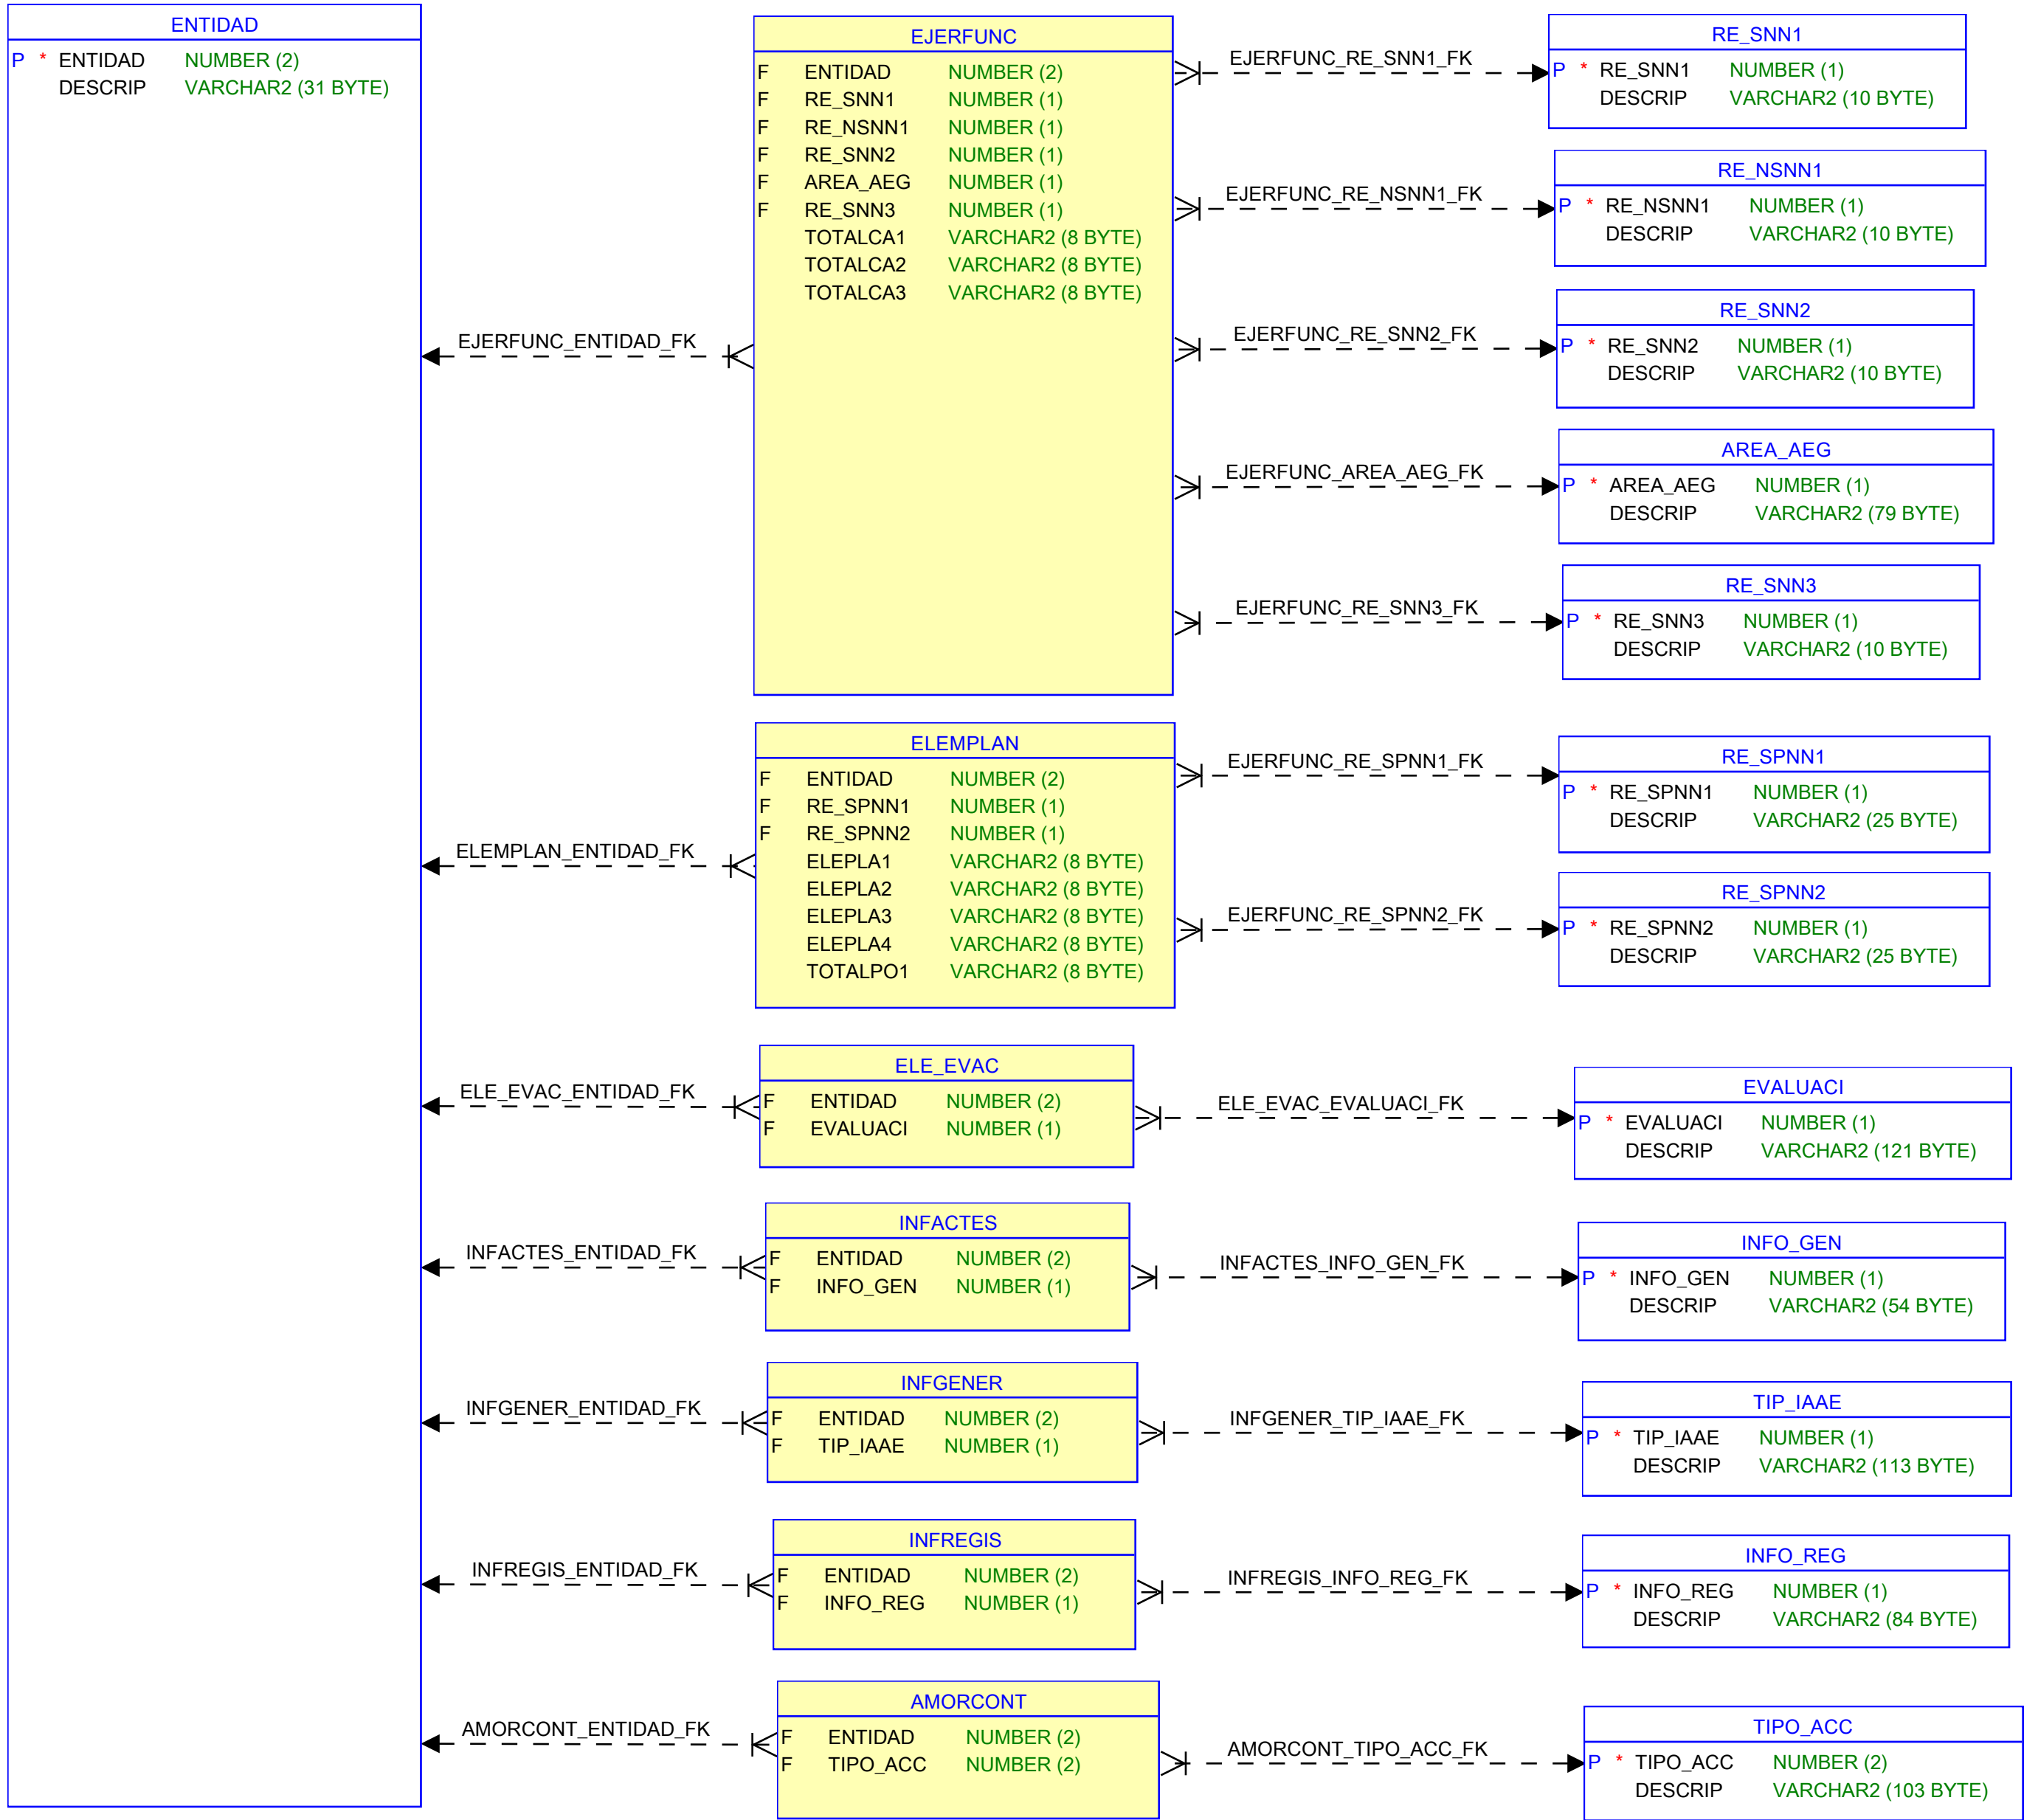 ENTIDAD
P * ENTIDAD NUMBER (2)
DESCRIP VARCHAR2 (31 BYTE)
EJERFUNC
F ENTIDAD NUMBER (2)
F RE_SNN1 NUMBER (1)
F RE_NSNN1 NUMBER (1)
F RE_SNN2 NUMBER (1)
F AREA_AEG NUMBER (1)
F RE_SNN3 NUMBER (1)
TOTALCA1 VARCHAR2 (8 BYTE)
TOTALCA2 VARCHAR2 (8 BYTE)
TOTALCA3 VARCHAR2 (8 BYTE)
EJERFUNC_ENTIDAD_FK
EJERFUNC_RE_SNN1_FK
RE_SNN1
P * RE_SNN1 NUMBER (1)
DESCRIP VARCHAR2 (10 BYTE)
EJERFUNC_RE_NSNN1_FK
RE_NSNN1
P * RE_NSNN1 NUMBER (1)
DESCRIP VARCHAR2 (10 BYTE)
EJERFUNC_RE_SNN2_FK
RE_SNN2
P * RE_SNN2 NUMBER (1)
DESCRIP VARCHAR2 (10 BYTE)
EJERFUNC_AREA_AEG_FK
AREA_AEG
P * AREA_AEG NUMBER (1)
DESCRIP VARCHAR2 (79 BYTE)
EJERFUNC_RE_SNN3_FK
RE_SNN3
P * RE_SNN3 NUMBER (1)
DESCRIP VARCHAR2 (10 BYTE)
ELEMPLAN
F ENTIDAD NUMBER (2)
F RE_SPNN1 NUMBER (1)
F RE_SPNN2 NUMBER (1)
ELEPLA1 VARCHAR2 (8 BYTE)
ELEPLA2 VARCHAR2 (8 BYTE)
ELEPLA3 VARCHAR2 (8 BYTE)
ELEPLA4 VARCHAR2 (8 BYTE)
TOTALPO1 VARCHAR2 (8 BYTE)
ELEMPLAN_ENTIDAD_FK
EJERFUNC_RE_SPNN1_FK
RE_SPNN1
P * RE_SPNN1 NUMBER (1)
DESCRIP VARCHAR2 (25 BYTE)
EJERFUNC_RE_SPNN2_FK
RE_SPNN2
P * RE_SPNN2 NUMBER (1)
DESCRIP VARCHAR2 (25 BYTE)
ELE_EVAC
F ENTIDAD NUMBER (2)
F EVALUACI NUMBER (1)
ELE_EVAC_ENTIDAD_FK
ELE_EVAC_EVALUACI_FK
EVALUACI
P * EVALUACI NUMBER (1)
DESCRIP VARCHAR2 (121 BYTE)
INFACTES
F ENTIDAD NUMBER (2)
F INFO_GEN NUMBER (1)
INFACTES_ENTIDAD_FK
INFACTES_INFO_GEN_FK
INFO_GEN
P * INFO_GEN NUMBER (1)
DESCRIP VARCHAR2 (54 BYTE)
INFGENER
F ENTIDAD NUMBER (2)
F TIP_IAAE NUMBER (1)
INFGENER_ENTIDAD_FK
INFGENER_TIP_IAAE_FK
TIP_IAAE
P * TIP_IAAE NUMBER (1)
DESCRIP VARCHAR2 (113 BYTE)
INFREGIS
F ENTIDAD NUMBER (2)
F INFO_REG NUMBER (1)
INFREGIS_ENTIDAD_FK
INFREGIS_INFO_REG_FK
INFO_REG
P * INFO_REG NUMBER (1)
DESCRIP VARCHAR2 (84 BYTE)
AMORCONT
F ENTIDAD NUMBER (2)
F TIPO_ACC NUMBER (2)
AMORCONT_ENTIDAD_FK
AMORCONT_TIPO_ACC_FK
TIPO_ACC
P * TIPO_ACC NUMBER (2)
DESCRIP VARCHAR2 (103 BYTE)